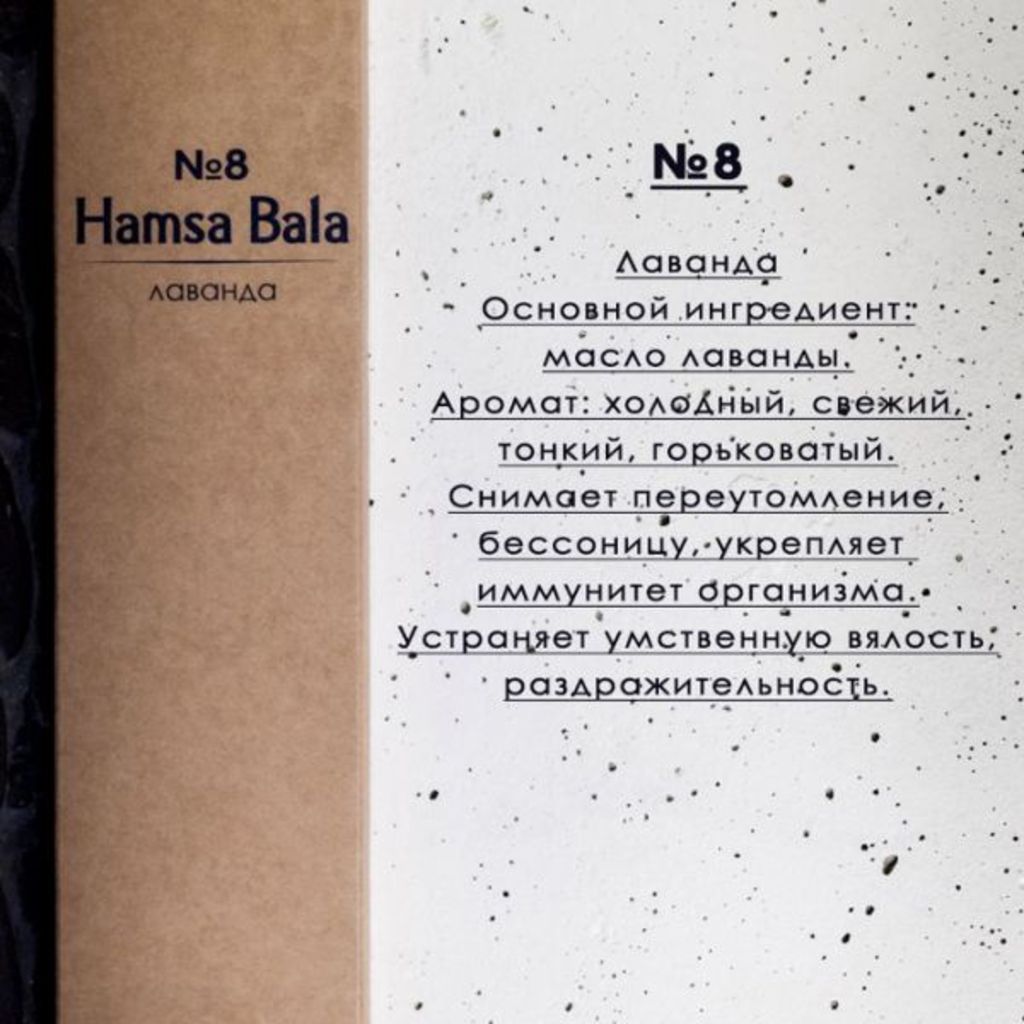 №8
Hamsa Bala
лаванда
№8
Лаванда
Основной ингредиент:
масло лаванды.
Аромат: холодный, свежий,
тонкий, горьковатый.
Снимает переутомление,
бессоницу, укрепляет
иммунитет организма.
Устраняет умственную вялость,
раздражительность.